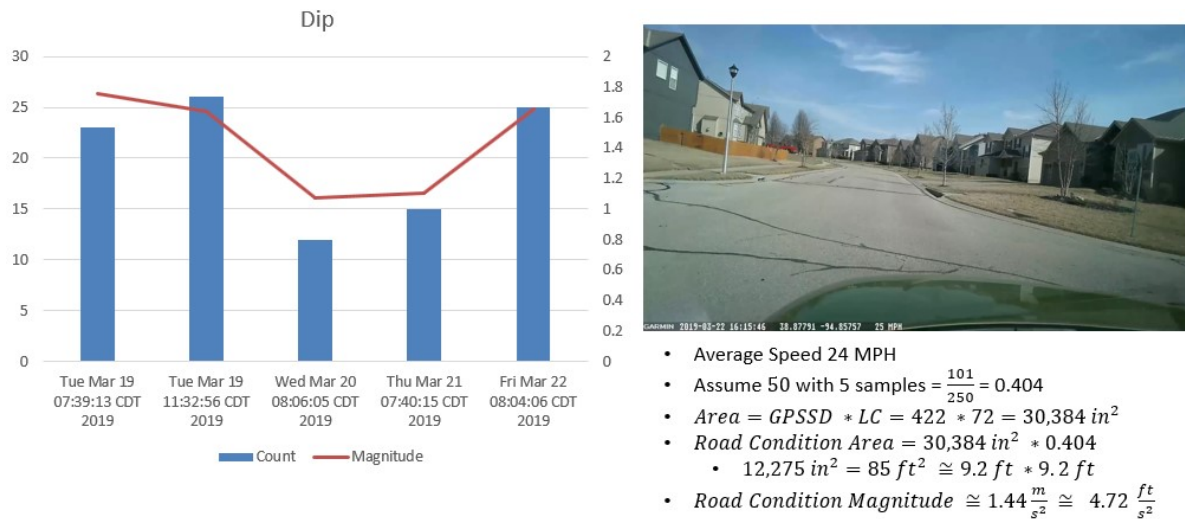 Dip
30
25
20
15
10
5
0
2
1.8
1.6
1.4
1.2
1
0.8
0.6
0.4
0.2
0
Tue Mar 19
07:39:13 CDT
2019
Tue Mar 19
11:32:56 CDT
2019
Wed Mar 20
08:06:05 CDT
2019
Thu Mar 21
07:40:15 CDT
2019
Fri Mar 22
08:04:06 CDT
2019
Count
Magnitude
GARMIN 2019-03-22 16:15:46 38.87791 -94.85757 25 MPH
• Average Speed 24 MPH
• Assume 50 with 5 samples = 101/250 = 0.404
• Area = GPSSD * LC = 422 * 72 = 30,384 in²
• Road Condition Area = 30,384 in² * 0.404
• 12,275 in² = 85 ft² ≅ 9.2 ft * 9.2 ft
• Road Condition Magnitude ≅ 1.44 m/s² ≅ 4.72 ft/s²